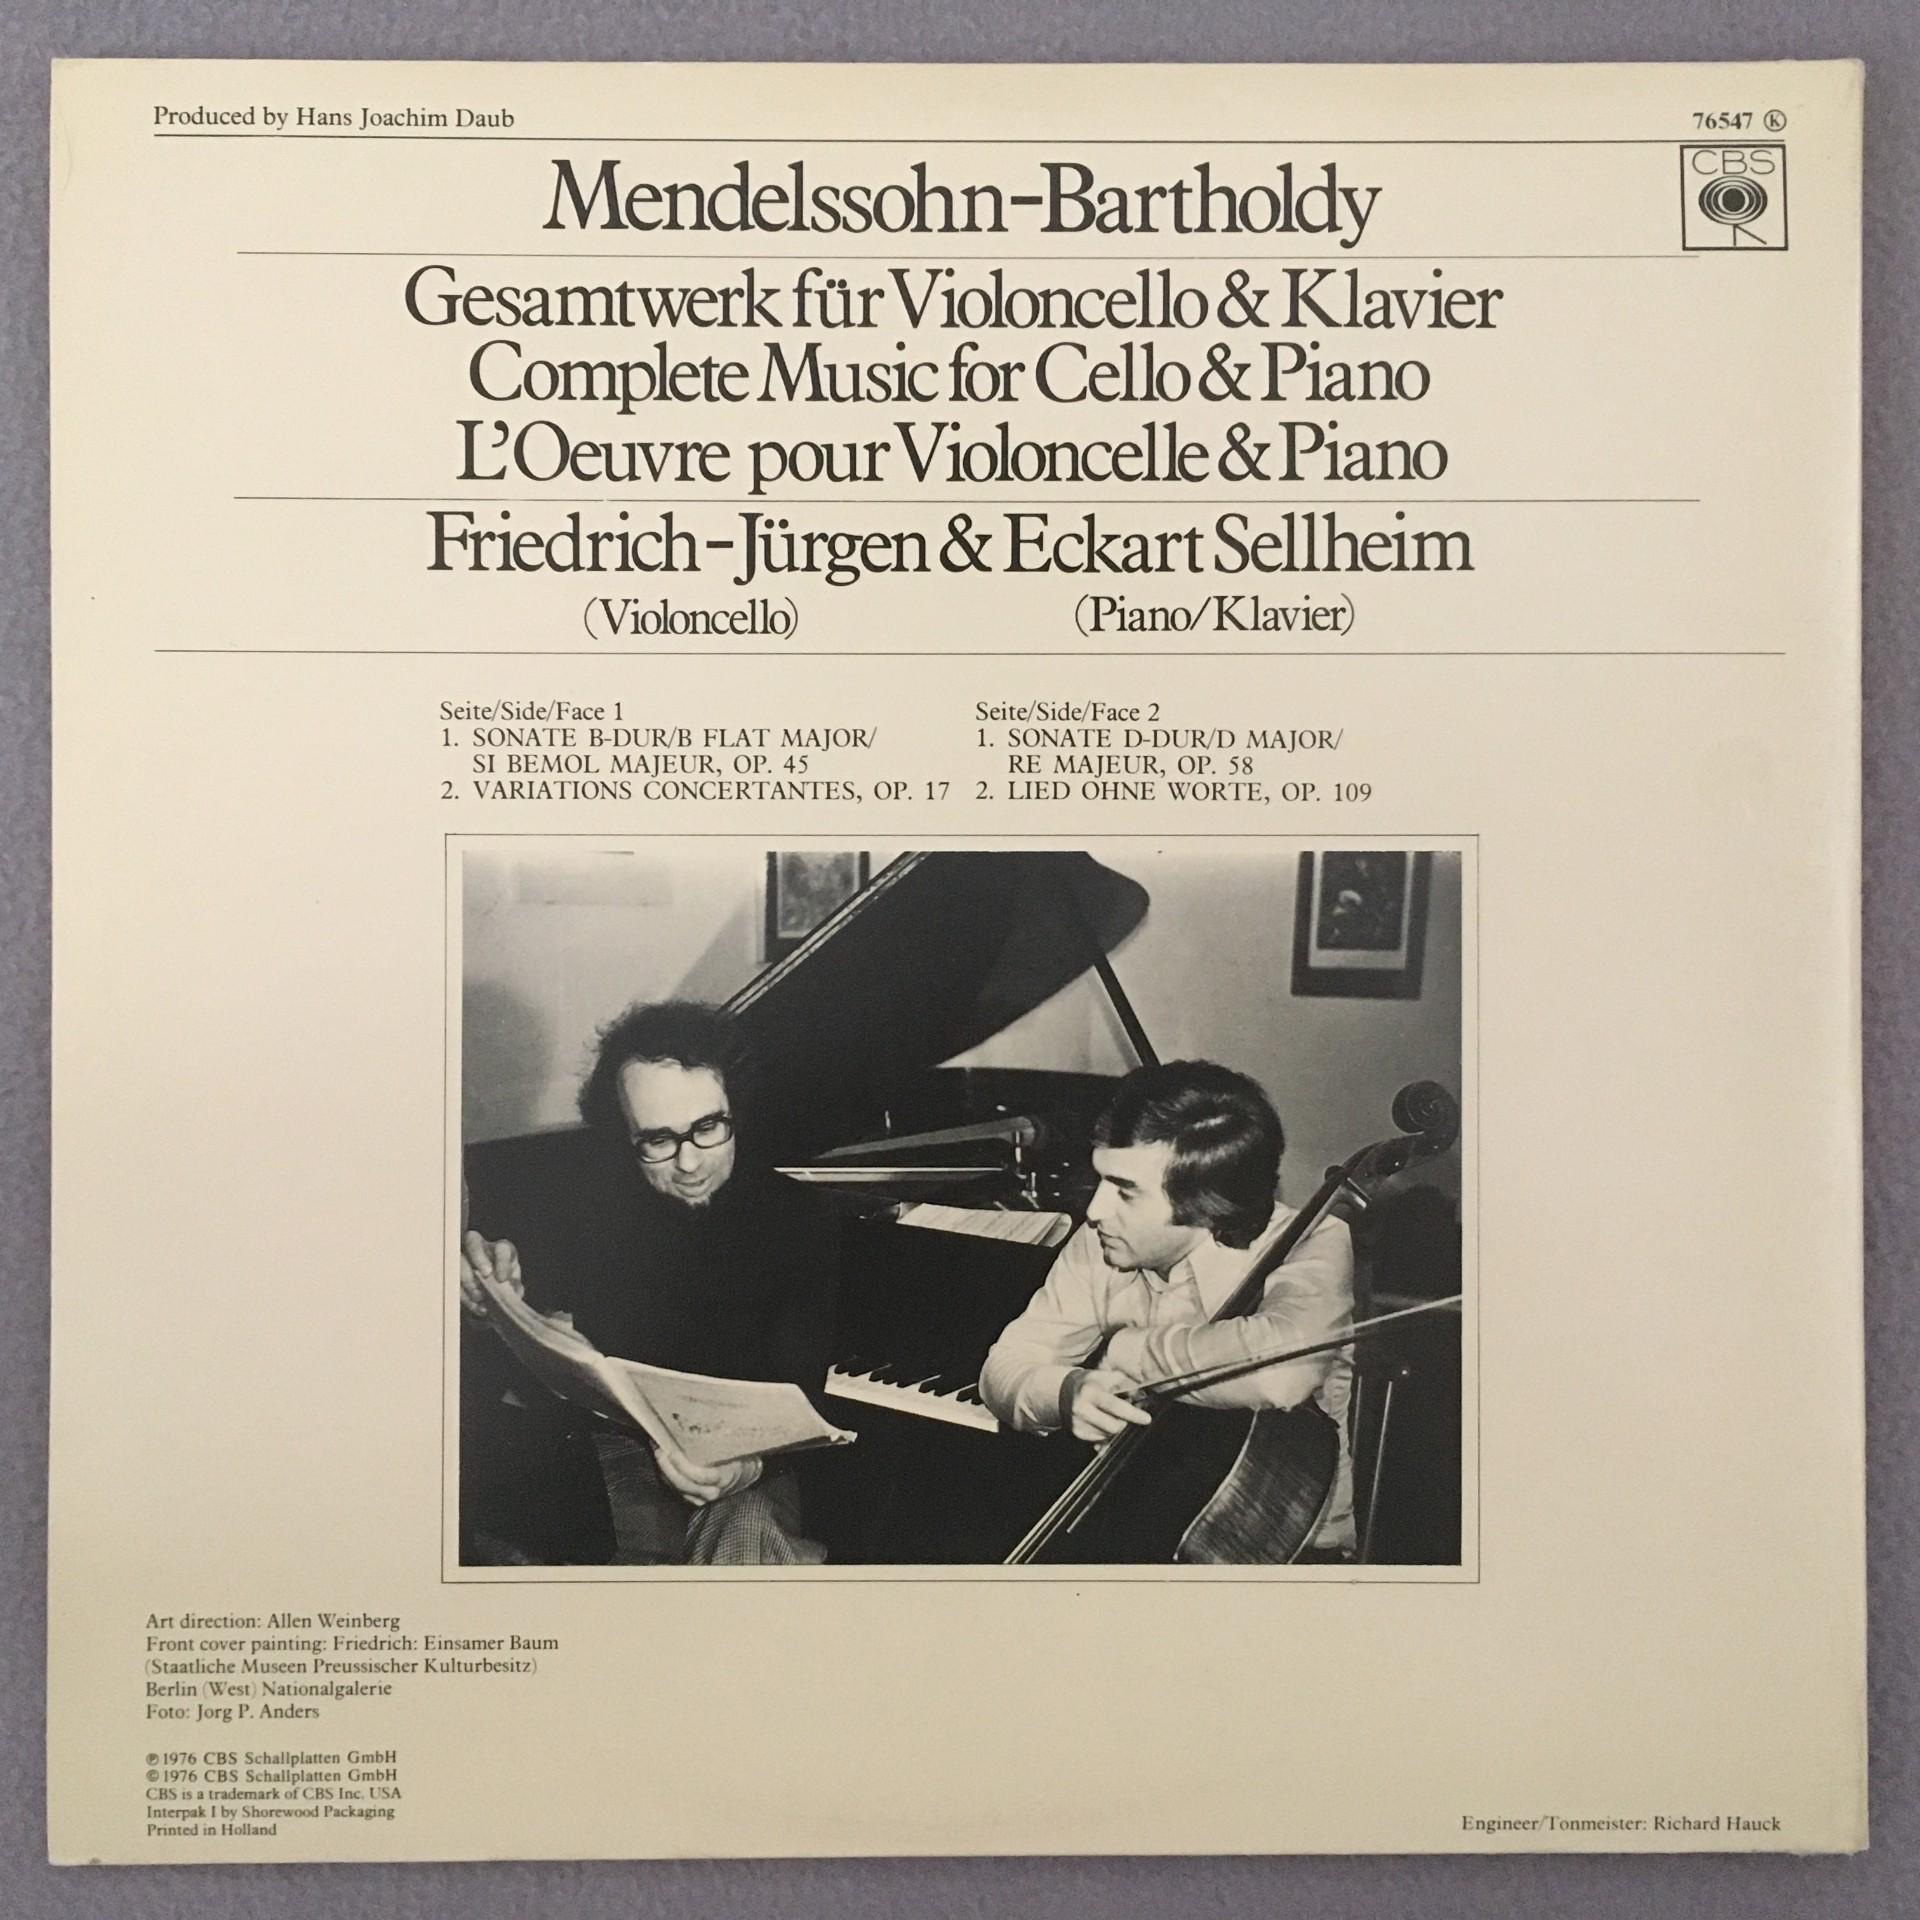 Produced by Hans Joachim Daub
76547 Ⓚ
CBS
Mendelssohn-Bartholdy
Gesamtwerk für Violoncello & Klavier
Complete Music for Cello & Piano
L'Oeuvre pour Violoncelle & Piano
Friedrich-Jürgen & Eckart Sellheim
(Violoncello) (Piano/Klavier)
Seite/Side/Face 1
1. SONATE B-DUR/B FLAT MAJOR/
SI BEMOL MAJEUR, OP. 45
2. VARIATIONS CONCERTANTES, OP. 17
Seite/Side/Face 2
1. SONATE D-DUR/D MAJOR/
RE MAJEUR, OP. 58
2. LIED OHNE WORTE, OP. 109
Art direction: Allen Weinberg
Front cover painting: Friedrich: Einsamer Baum
(Staatliche Museen Preussischer Kulturbesitz)
Berlin (West) Nationalgalerie
Foto: Jorg P. Anders
℗ 1976 CBS Schallplatten GmbH
© 1976 CBS Schallplatten GmbH
CBS is a trademark of CBS Inc. USA
Interpak I by Shorewood Packaging
Printed in Holland
Engineer/Tonmeister: Richard Hauck